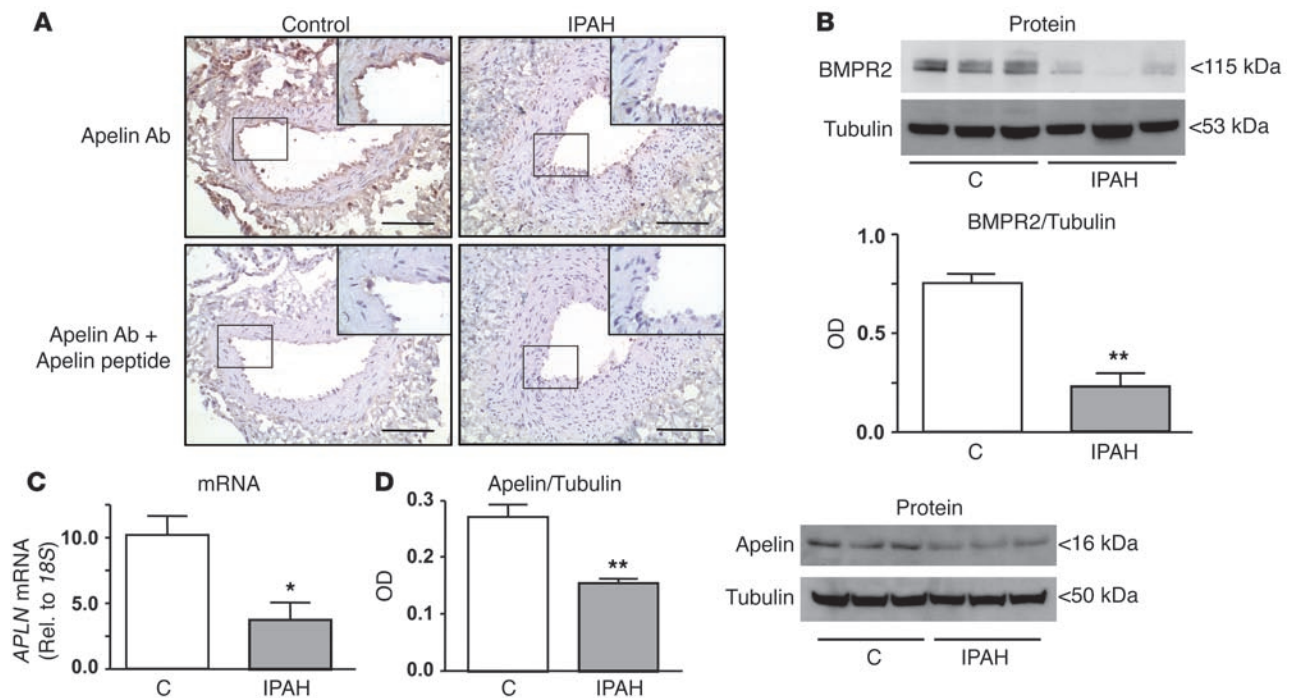 A
Control
IPAH
Apelin Ab
Apelin Ab +
Apelin peptide
B
Protein
BMPR2
<115 kDa
Tubulin
<53 kDa
C
IPAH
BMPR2/Tubulin
1.0
0.5
0
OD
**
C
IPAH
C
mRNA
APLN mRNA
(Rel. to 18S)
10.0
5.0
0.0
*
C
IPAH
D
Apelin/Tubulin
OD
0.3
0.2
0.1
0.0
**
C
IPAH
Protein
Apelin
<16 kDa
Tubulin
<50 kDa
C
IPAH